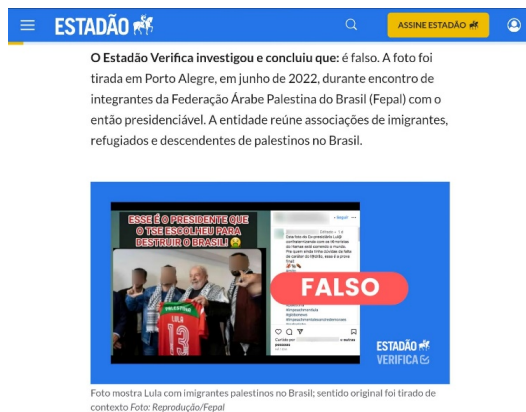 ESTADÃO
ASSINE ESTADÃO
O Estadão Verifica investigou e concluiu que: é falso. A foto foi
tirada em Porto Alegre, em junho de 2022, durante encontro de
integrantes da Federação Árabe Palestina do Brasil (Fepal) com o
então presidenciável. A entidade reúne associações de imigrantes,
refugiados e descendentes de palestinos no Brasil.
ESSE É O PRESIDENTE QUE
O TSE ESCOLHEU PARA
DESTRUIR O BRASIL!
PALESTINA
LULA
13
FALSO
ESTADÃO
VERIFICA
Foto mostra Lula com imigrantes palestinos no Brasil; sentido original foi tirado de
contexto Foto: Reprodução/Fepal